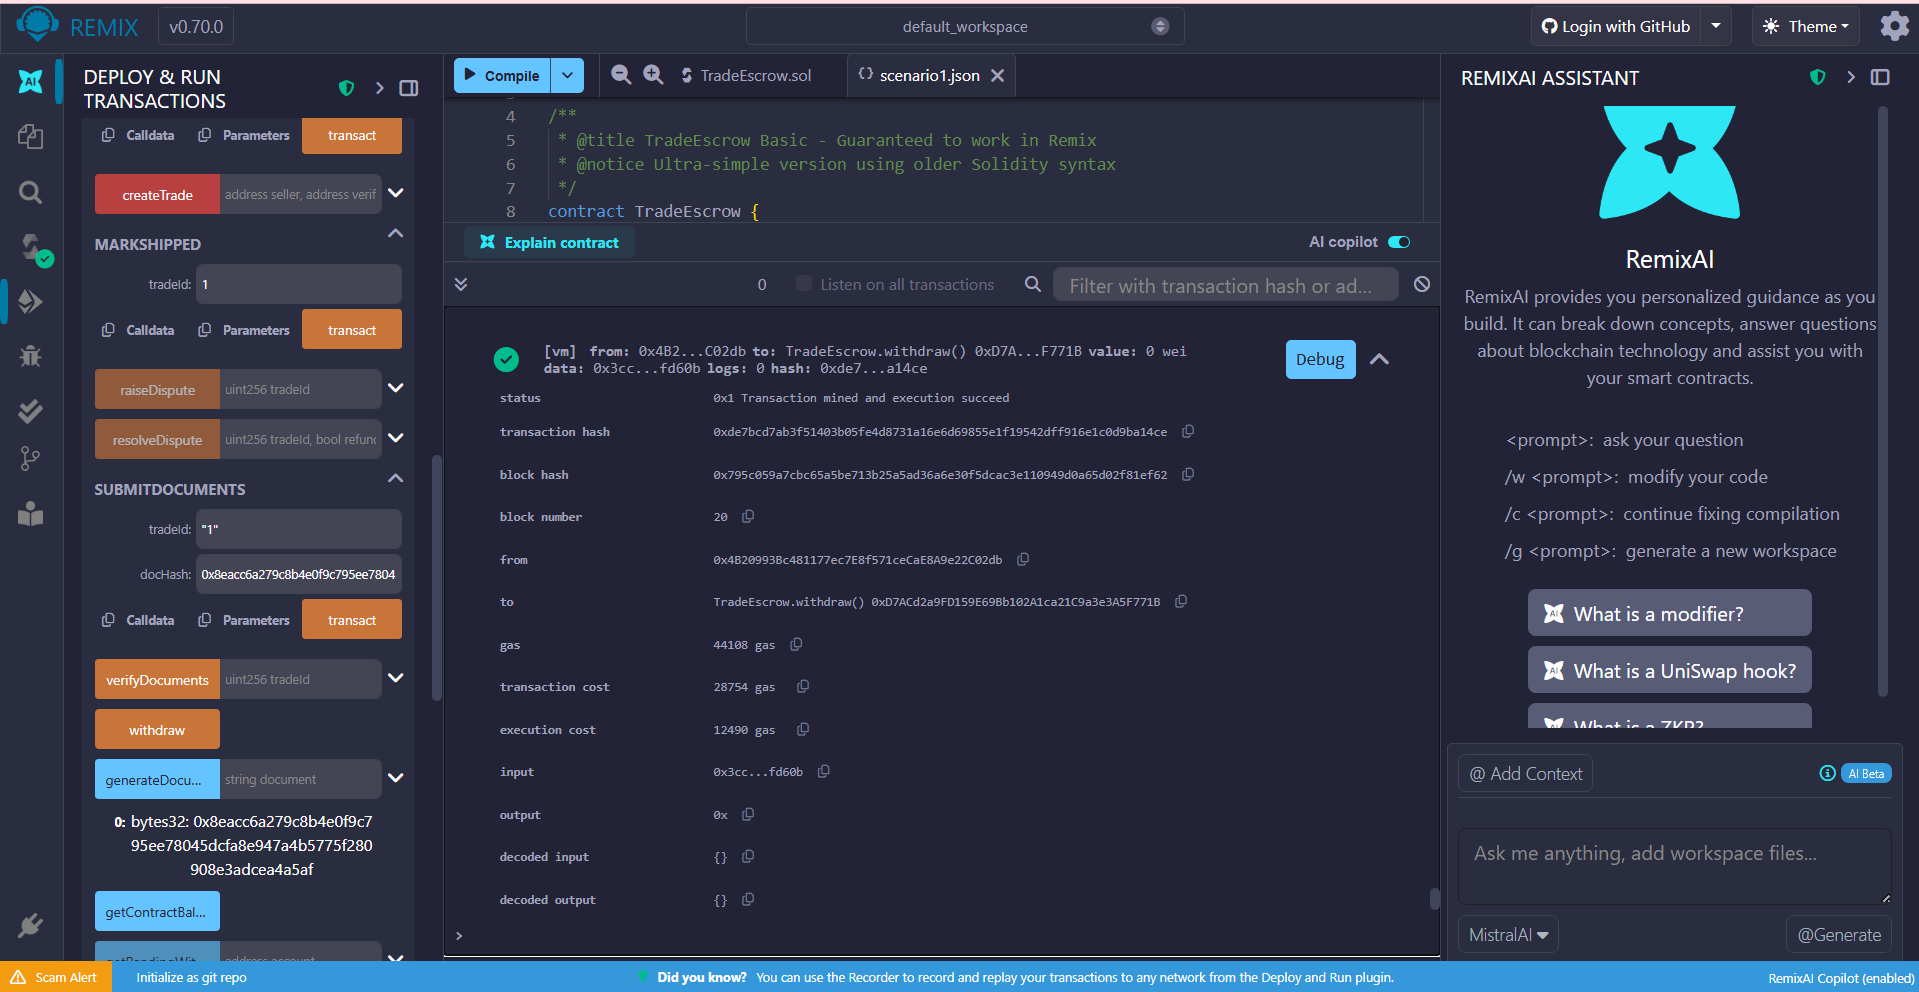 REMIX
v0.70.0
default_workspace
Login with GitHub
Theme
DEPLOY & RUN
TRANSACTIONS
Calldata
Parameters
transact
createTrade
address seller, address verif
MARKSHIPPED
tradeId:
1
Calldata
Parameters
transact
raiseDispute
uint256 tradeId
resolveDispute
uint256 tradeId, bool refund
SUBMITDOCUMENTS
tradeId:
"1"
docHash:
0x8eacc6a279c8b4e0f9c795ee7804
Calldata
Parameters
transact
verifyDocuments
uint256 tradeId
withdraw
generateDocu...
string document
0: bytes32: 0x8eacc6a279c8b4e0f9c7
95ee78045dcfa8e947a4b5775f280
908e3adcea4a5af
getContractBal...
getPendingWit...
address account
Compile
TradeEscrow.sol
scenario1.json
4 /**
5 * @title TradeEscrow Basic - Guaranteed to work in Remix
6 * @notice Ultra-simple version using older Solidity syntax
7 */
8 contract TradeEscrow {
Explain contract
AI copilot
0
Listen on all transactions
Filter with transaction hash or ad...
[vm] from: 0x4B2...C02db to: TradeEscrow.withdraw() 0xD7A...F771B value: 0 wei
data: 0x3cc...fd60b logs: 0 hash: 0xde7...a14ce
Debug
status 0x1 Transaction mined and execution succeed
transaction hash 0xde7bcd7ab3f51403b05fe4d8731a16e6d69855e1f19542dff916e1c0d9ba14ce
block hash 0x795c059a7cbc65a5be713b25a5ad36a6e30f5dcac3e110949d0a65d02f81ef62
block number 20
from 0x4B20993Bc481177ec7E8f571ceCaE8A9e22C02db
to TradeEscrow.withdraw() 0xD7ACd2a9FD159E69Bb102A1ca21C9a3e3A5F771B
gas 44108 gas
transaction cost 28754 gas
execution cost 12490 gas
input 0x3cc...fd60b
output 0x
decoded input {}
decoded output {}
>
REMIXAI ASSISTANT
RemixAI
RemixAI provides you personalized guidance as you
build. It can break down concepts, answer questions
about blockchain technology and assist you with
your smart contracts.
<prompt>: ask your question
/w <prompt>: modify your code
/c <prompt>: continue fixing compilation
/g <prompt>: generate a new workspace
AI What is a modifier?
AI What is a UniSwap hook?
AI What is a ZKP?
@ Add Context
AI Beta
Ask me anything, add workspace files...
MistralAI
@Generate
Scam Alert
Initialize as git repo
Did you know? You can use the Recorder to record and replay your transactions to any network from the Deploy and Run plugin.
RemixAI Copilot (enabled)